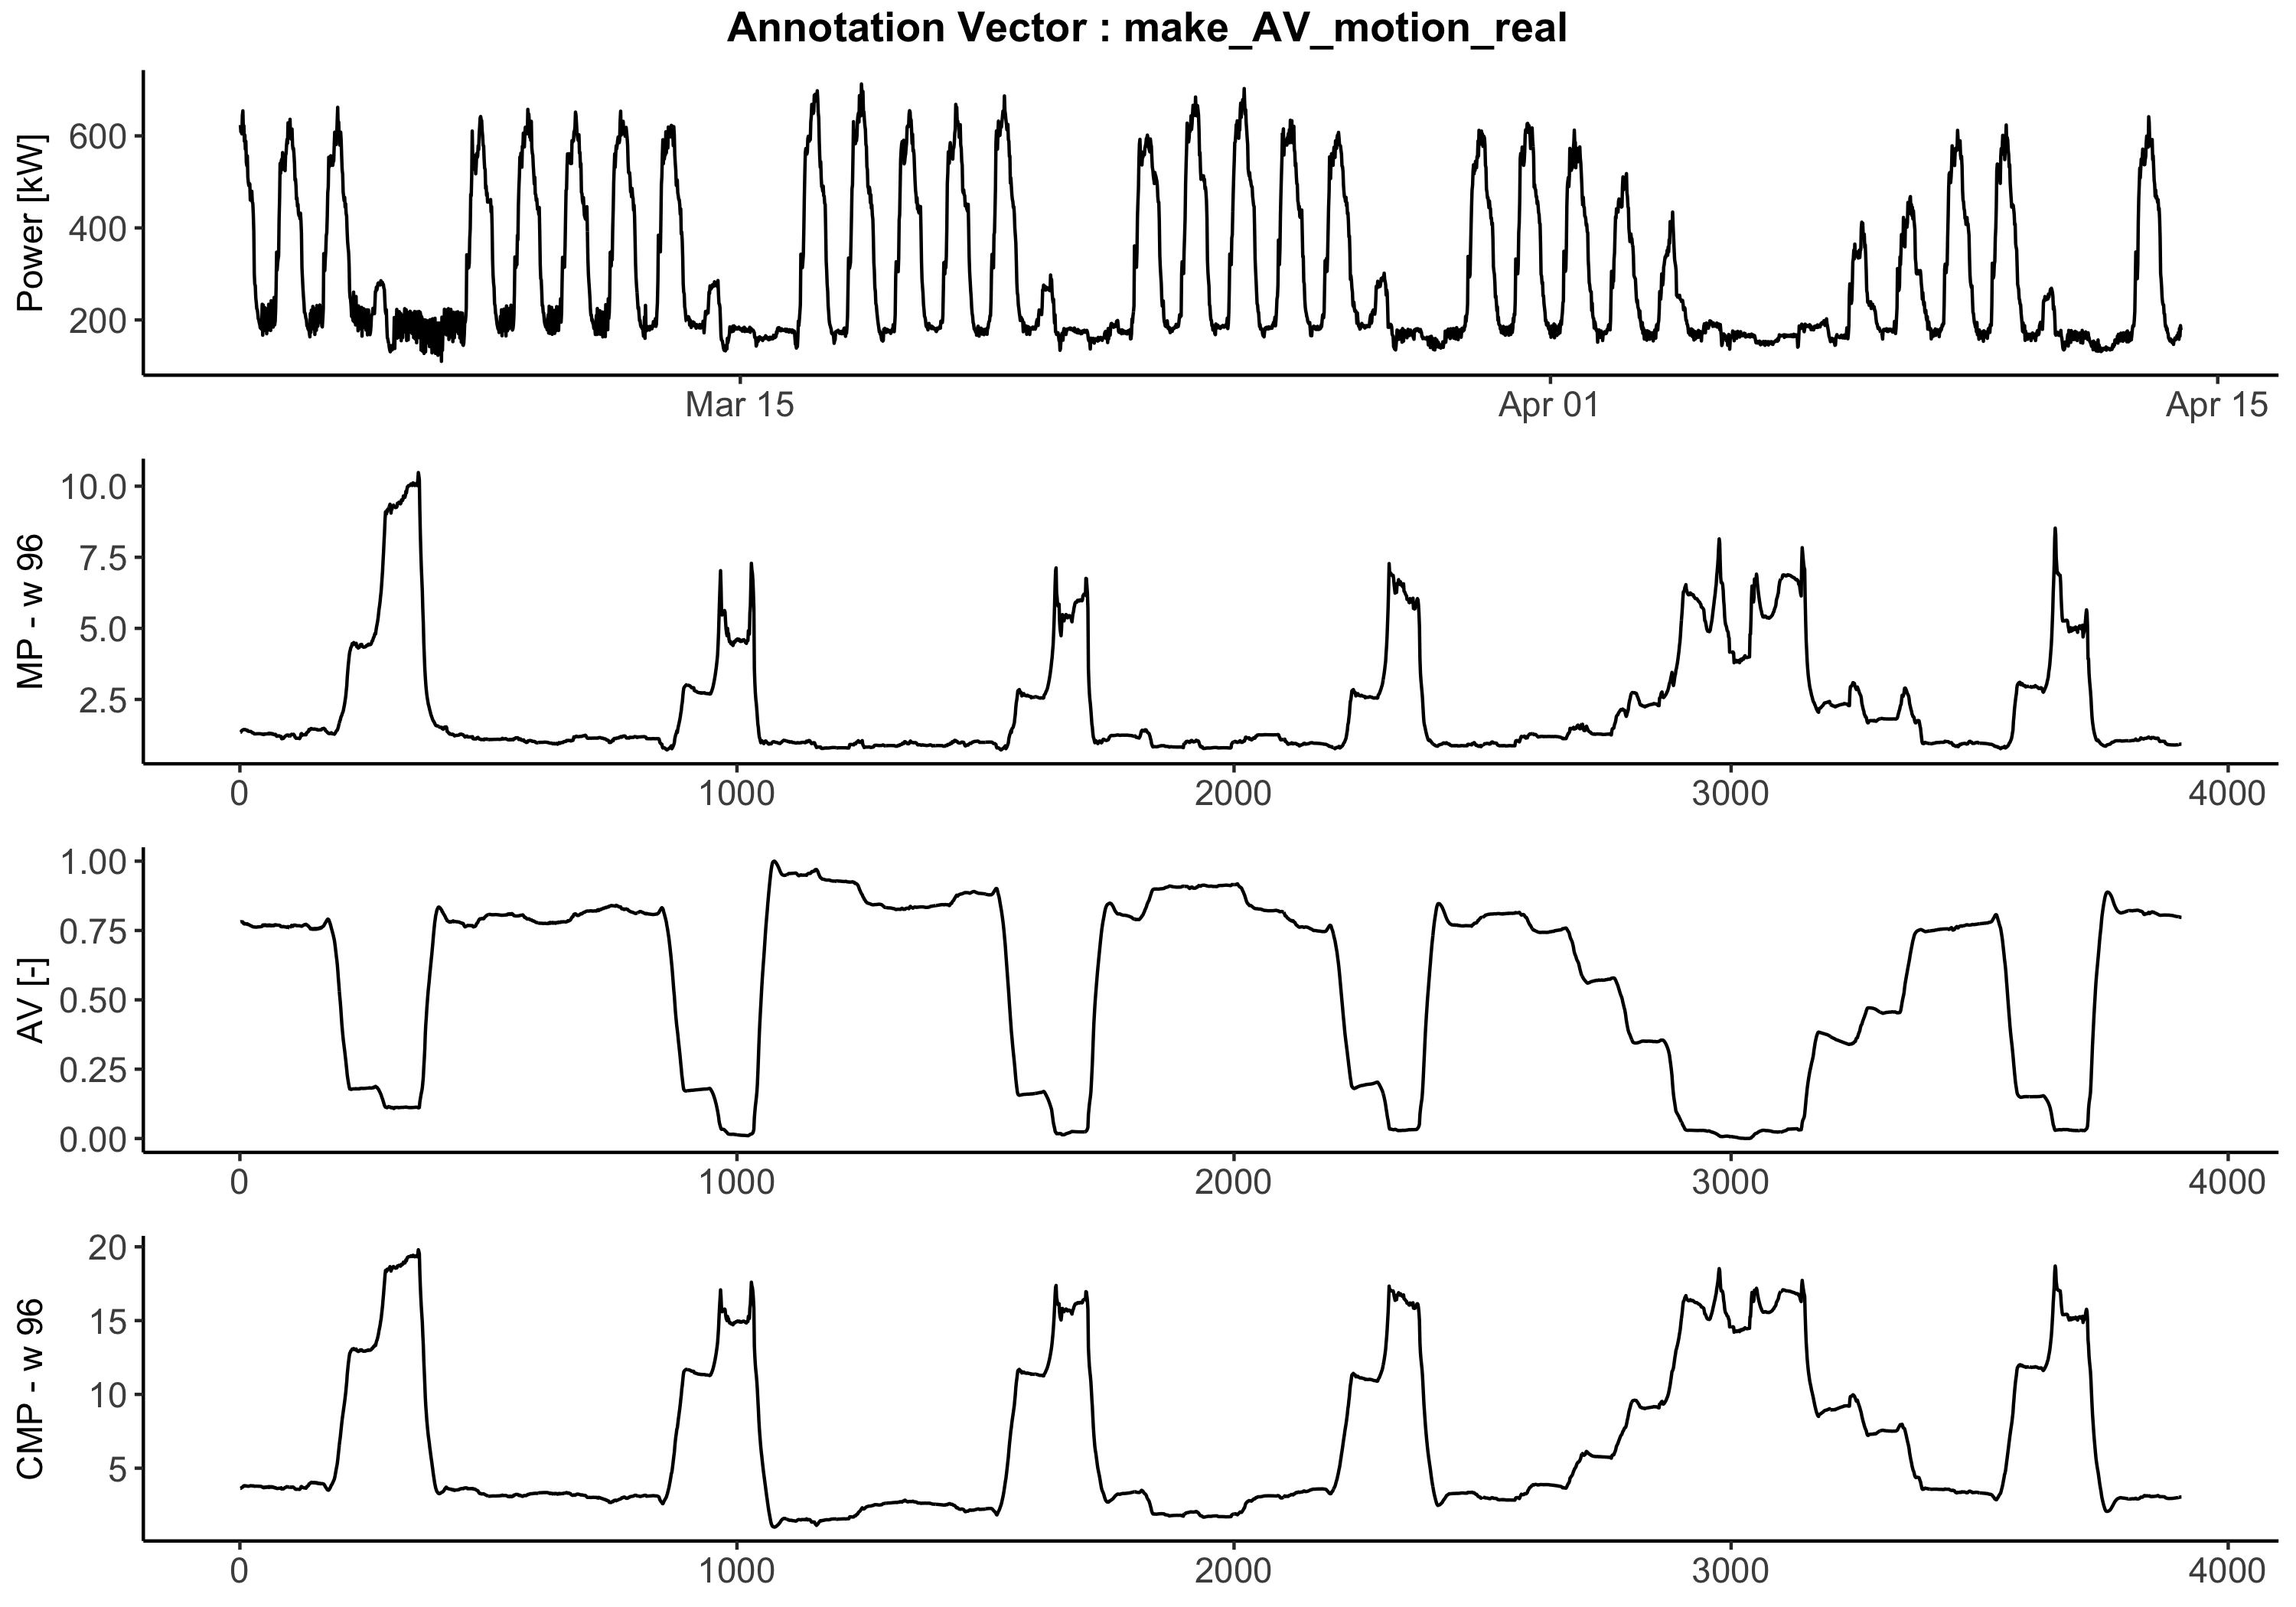 Annotation Vector : make_AV_motion_real
Power [kW]
600
400
200
Mar 15 Apr 01 Apr 15
MP - w 96
10.0
7.5
5.0
2.5
0 1000 2000 3000 4000
AV [-]
1.00
0.75
0.50
0.25
0.00
0 1000 2000 3000 4000
CMP - w 96
20
15
10
5
0 1000 2000 3000 4000